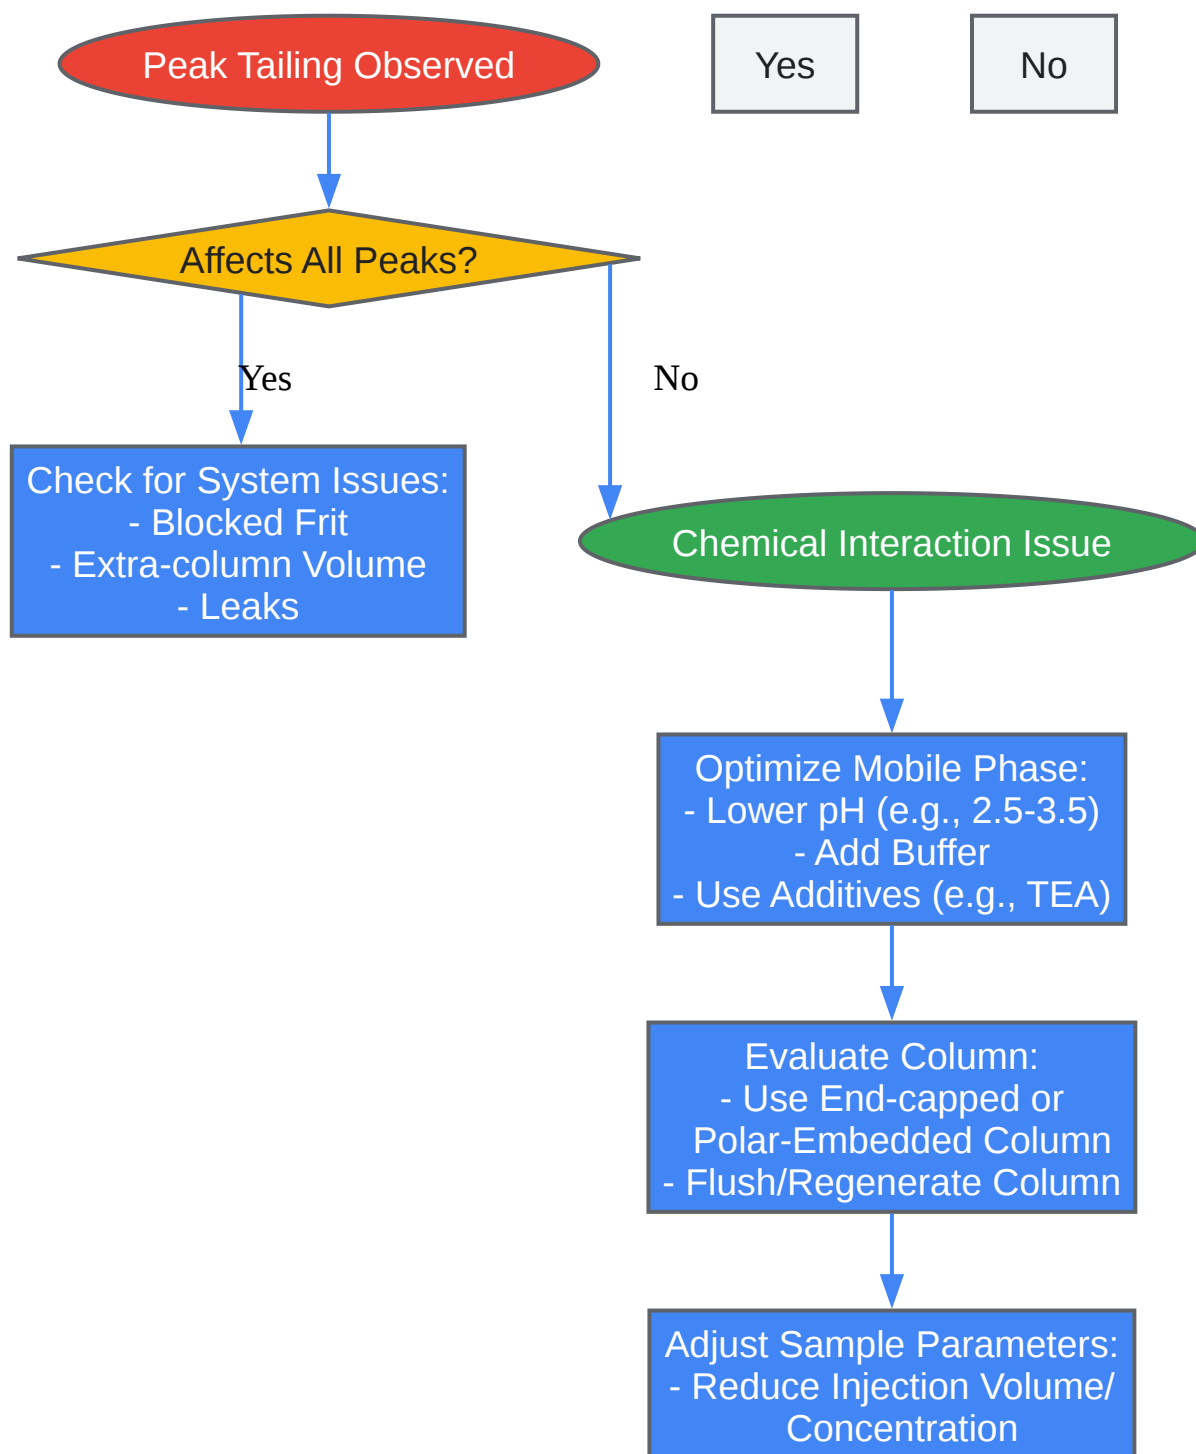 Peak Tailing Observed
Yes
No
Affects All Peaks?
Yes
No
Check for System Issues:
- Blocked Frit
- Extra-column Volume
- Leaks
Chemical Interaction Issue
Optimize Mobile Phase:
- Lower pH (e.g., 2.5-3.5)
- Add Buffer
- Use Additives (e.g., TEA)
Evaluate Column:
- Use End-capped or
Polar-Embedded Column
- Flush/Regenerate Column
Adjust Sample Parameters:
- Reduce Injection Volume/
Concentration